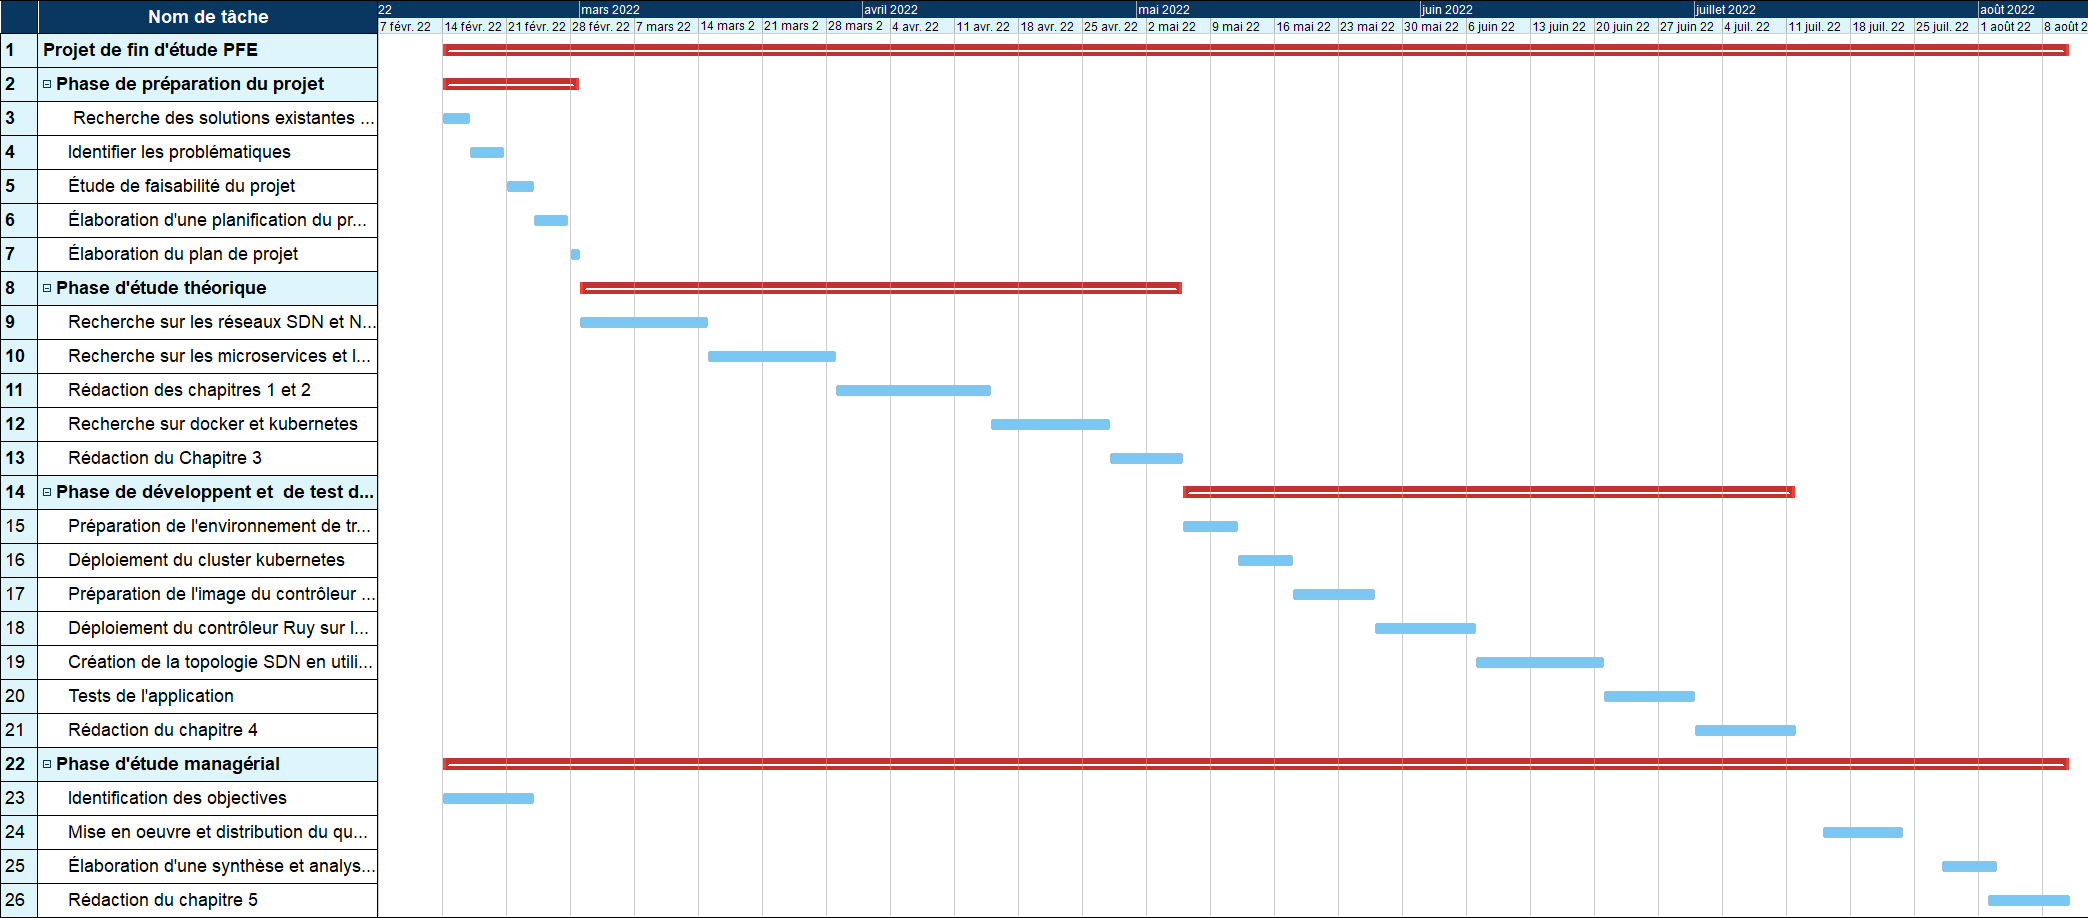 Nom de tâche
22 mars 2022 avril 2022 mai 2022 juin 2022 juillet 2022 août 2022
7 févr. 22 14 févr. 22 21 févr. 22 28 févr. 22 7 mars 22 14 mars 2 21 mars 2 28 mars 2 4 avr. 22 11 avr. 22 18 avr. 22 25 avr. 22 2 mai 22 9 mai 22 16 mai 22 23 mai 22 30 mai 22 6 juin 22 13 juin 22 20 juin 22 27 juin 22 4 juil. 22 11 juil. 22 18 juil. 22 25 juil. 22 1 août 22 8 août 2
1 Projet de fin d'étude PFE
2 Phase de préparation du projet
3 Recherche des solutions existantes ...
4 Identifier les problématiques
5 Étude de faisabilité du projet
6 Élaboration d'une planification du pr...
7 Élaboration du plan de projet
8 Phase d'étude théorique
9 Recherche sur les réseaux SDN et N...
10 Recherche sur les microservices et l...
11 Rédaction des chapitres 1 et 2
12 Recherche sur docker et kubernetes
13 Rédaction du Chapitre 3
14 Phase de développent et  de test d...
15 Préparation de l'environnement de tr...
16 Déploiement du cluster kubernetes
17 Préparation de l'image du contrôleur ...
18 Déploiement du contrôleur Ruy sur l...
19 Création de la topologie SDN en utili...
20 Tests de l'application
21 Rédaction du chapitre 4
22 Phase d'étude managérial
23 Identification des objectives
24 Mise en oeuvre et distribution du qu...
25 Élaboration d'une synthèse et analys...
26 Rédaction du chapitre 5